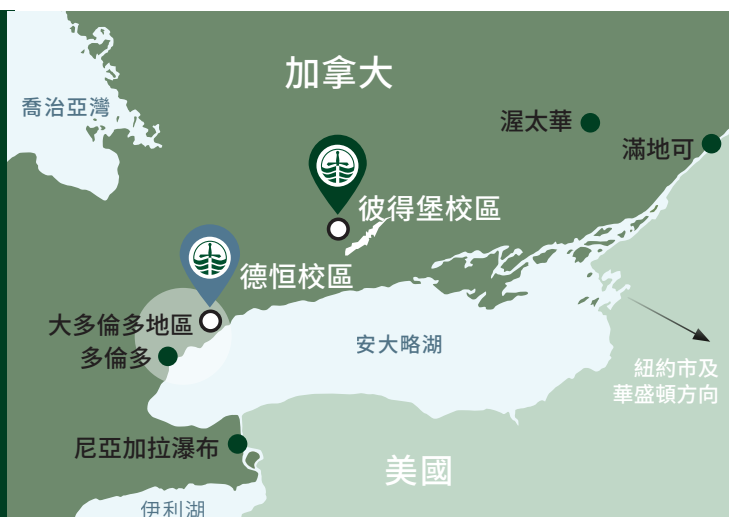 加拿大
喬治亞灣
渥太華
滿地可
彼得堡校區
德恒校區
大多倫多地區
多倫多
安大略湖
紐約市及
華盛頓方向
尼亞加拉瀑布
美國
伊利湖